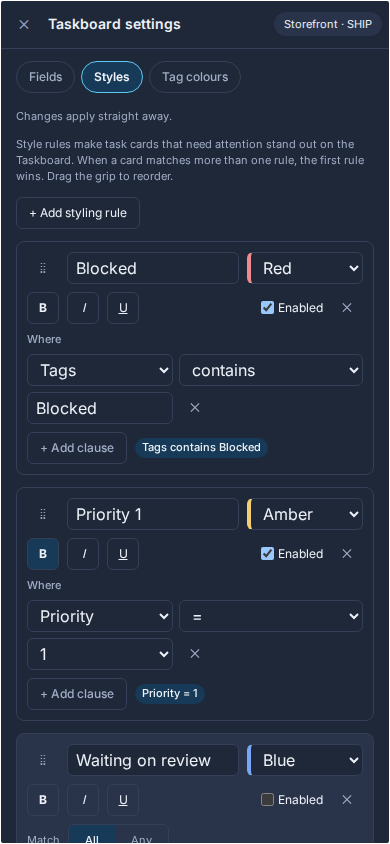 × Taskboard settings Storefront · SHIP
Fields Styles Tag colours
Changes apply straight away.
Style rules make task cards that need attention stand out on the
Taskboard. When a card matches more than one rule, the first rule
wins. Drag the grip to reorder.
+ Add styling rule
Blocked Red
B I U Enabled ×
Where
Tags contains
Blocked ×
+ Add clause Tags contains Blocked
Priority 1 Amber
B I U Enabled ×
Where
Priority =
1 ×
+ Add clause Priority = 1
Waiting on review Blue
B I U Enabled ×
Match All Any